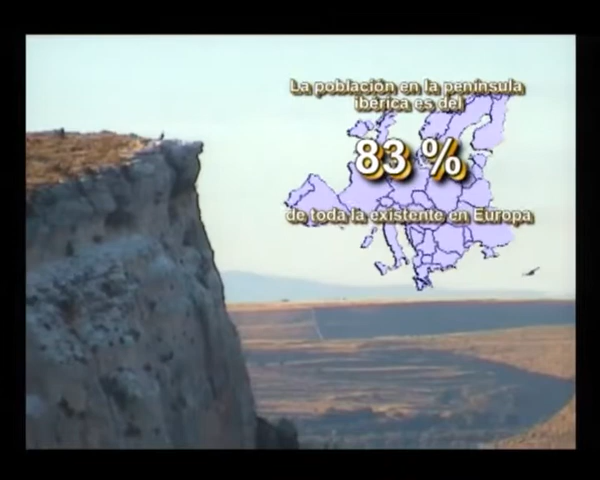 La población en la península
ibérica es del
83 %
de toda la existente en Europa